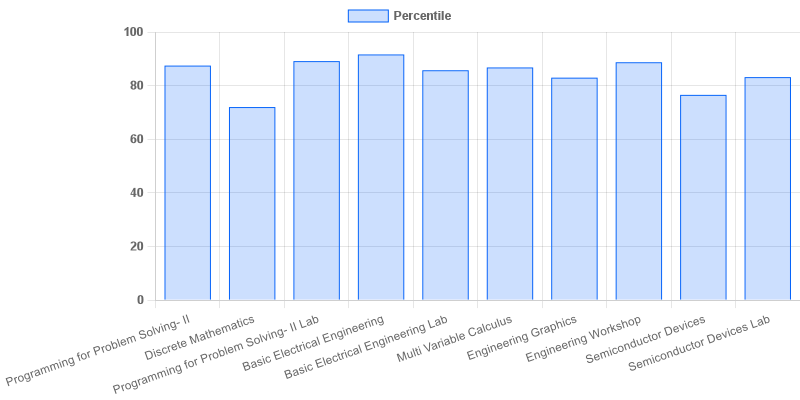 Percentile
100
80
60
40
20
0
Programming for Problem Solving- II
Discrete Mathematics
Programming for Problem Solving- II Lab
Basic Electrical Engineering
Basic Electrical Engineering Lab
Multi Variable Calculus
Engineering Graphics
Engineering Workshop
Semiconductor Devices
Semiconductor Devices Lab